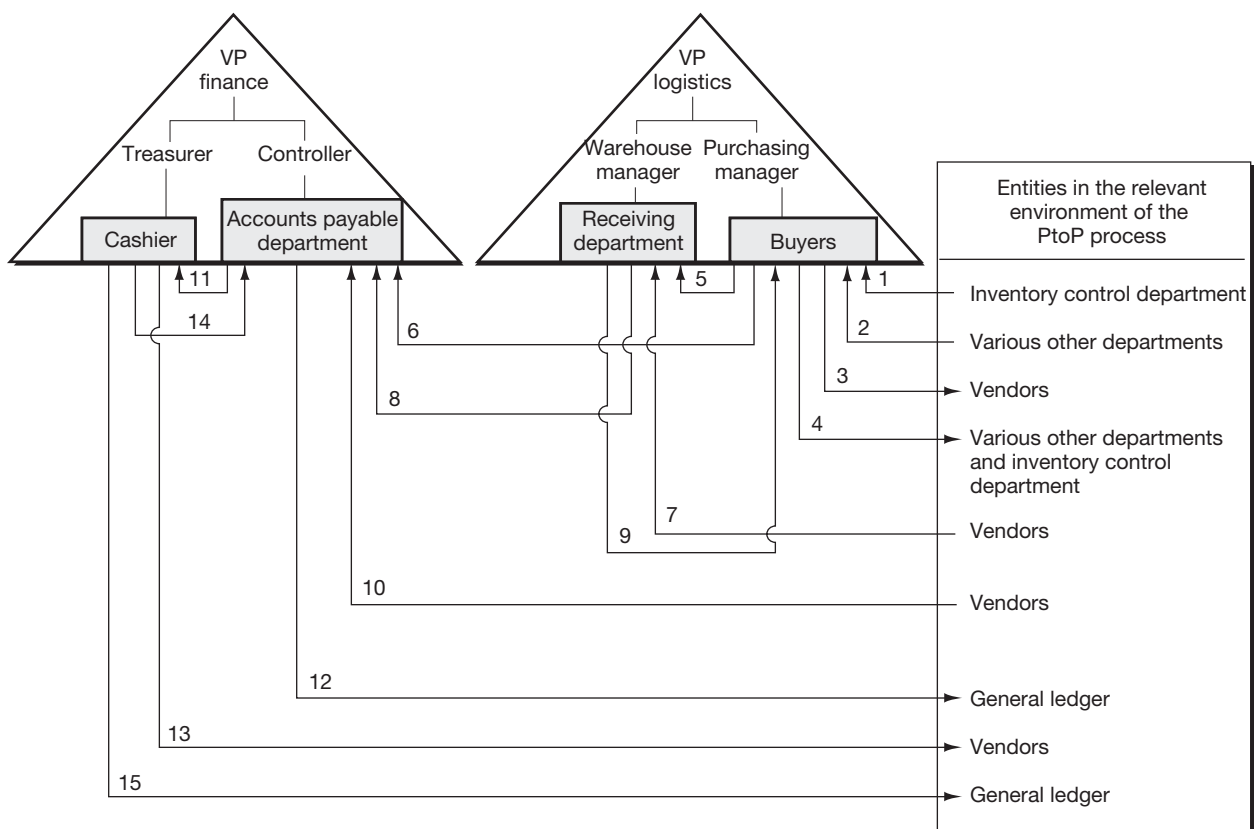 VP
finance
Treasurer
Controller
Cashier
Accounts payable
department
VP
logistics
Warehouse
manager
Purchasing
manager
Receiving
department
Buyers
Entities in the relevant
environment of the
PtoP process
11
5
1
Inventory control department
14
6
2
Various other departments
3
Vendors
8
4
Various other departments
and inventory control
department
7
9
Vendors
10
Vendors
12
General ledger
13
Vendors
15
General ledger